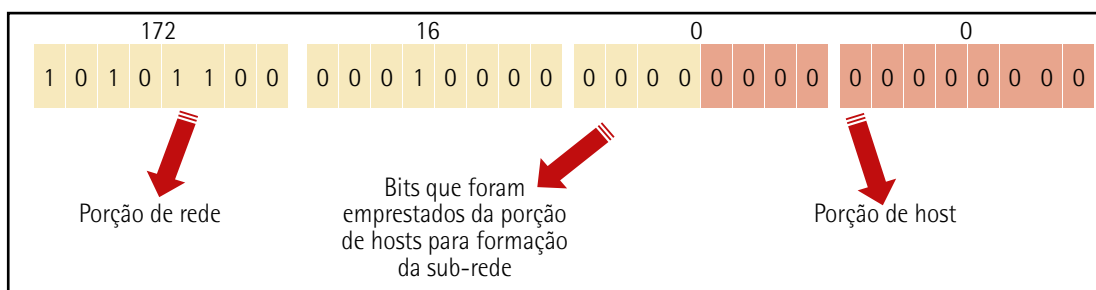 172 16 0 0
1 0 1 0 1 1 0 0 0 0 0 1 0 0 0 0 0 0 0 0 0 0 0 0 0 0 0 0 0 0 0 0
Porção de rede
Bits que foram
emprestados da porção
de hosts para formação
da sub-rede
Porção de host